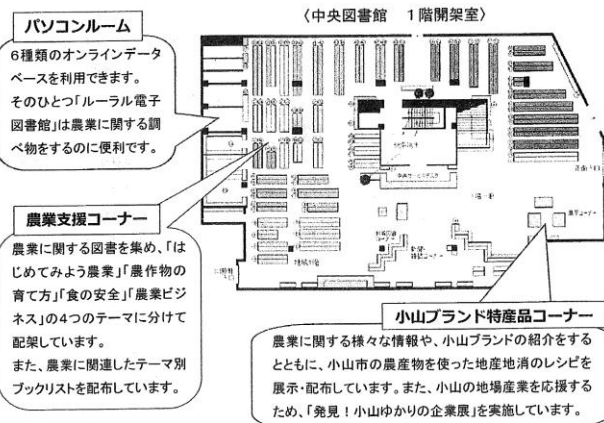 〈中央図書館　１階開架室〉
パソコンルーム
６種類のオンラインデータ
ベースを利用できます。
そのひとつ「ルーラル電子
図書館」は農業に関する調
べ物をするのに便利です。
農業支援コーナー
農業に関する図書を集め、「は
じめてみよう農業」「農作物の
育て方」「食の安全」「農業ビジ
ネス」の４つのテーマに分けて
配架しています。
また、農業に関連したテーマ別
ブックリストを配布しています。
小山ブランド特産品コーナー
農業に関する様々な情報や、小山ブランドの紹介をする
とともに、小山市の農産物を使った地産地消のレシピを
展示・配布しています。また、小山の地場産業を応援する
ため、「発見！小山ゆかりの企業展」を実施しています。